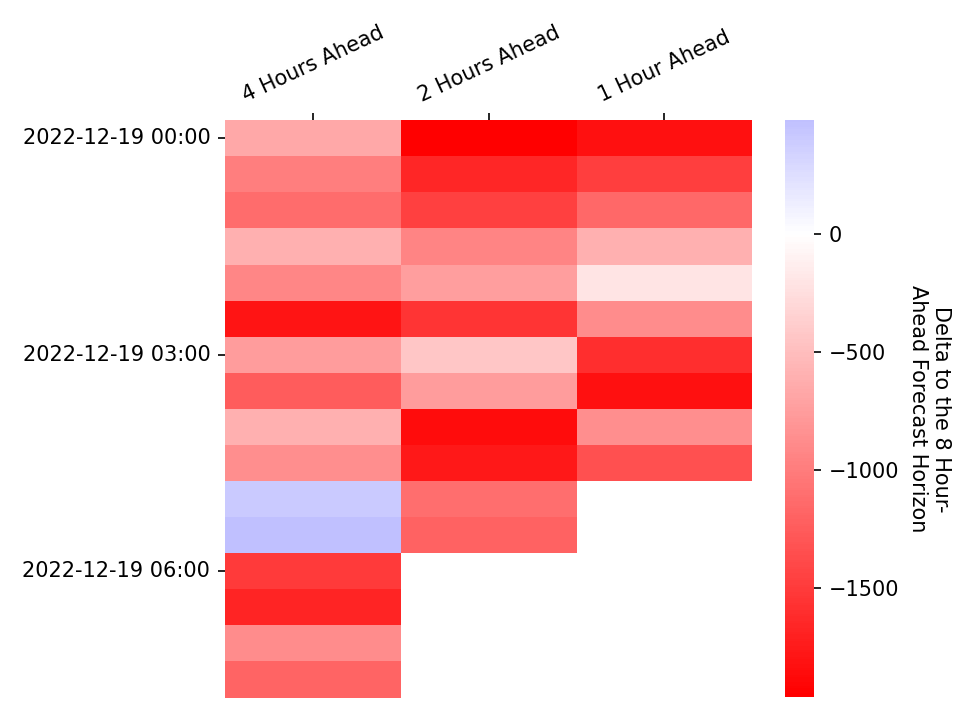 4 Hours Ahead
2 Hours Ahead
1 Hour Ahead
2022-12-19 00:00
2022-12-19 03:00
2022-12-19 06:00
0
−500
−1000
−1500
Delta to the 8 Hour-
Ahead Forecast Horizon